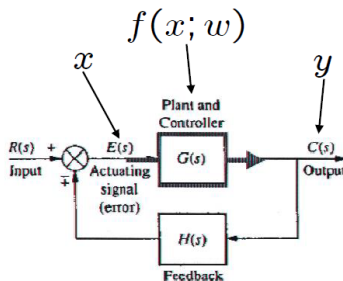 f(x; w)
x
y
Plant and
Controller
R(s) + E(s) G(s) C(s)
Input ∓ Actuating Output
signal
(error)
H(s)
Feedback